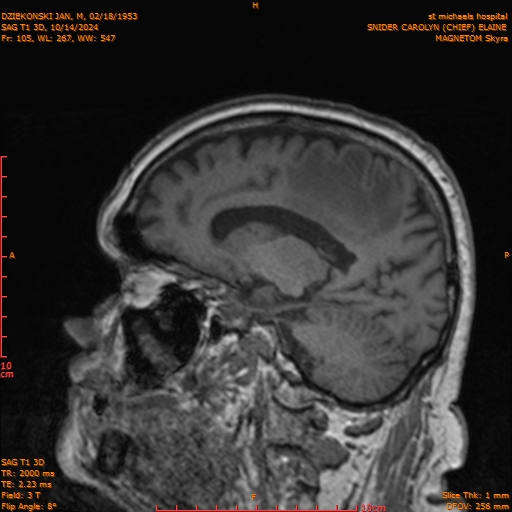 H
DZIEKONSKI JAN, M, 02/18/1953
SAG T1 3D, 10/14/2024
Fr: 105, WL: 267, WW: 547
st michaels hospital
SNIDER CAROLYN (CHIEF) ELAINE
MAGNETOM Skyra
A
P
10
cm
SAG T1 3D
TR: 2000 ms
TE: 2.23 ms
Field: 3 T
Flip Angle: 8°
F
10cm
Slice Thk: 1 mm
DFOV: 256 mm